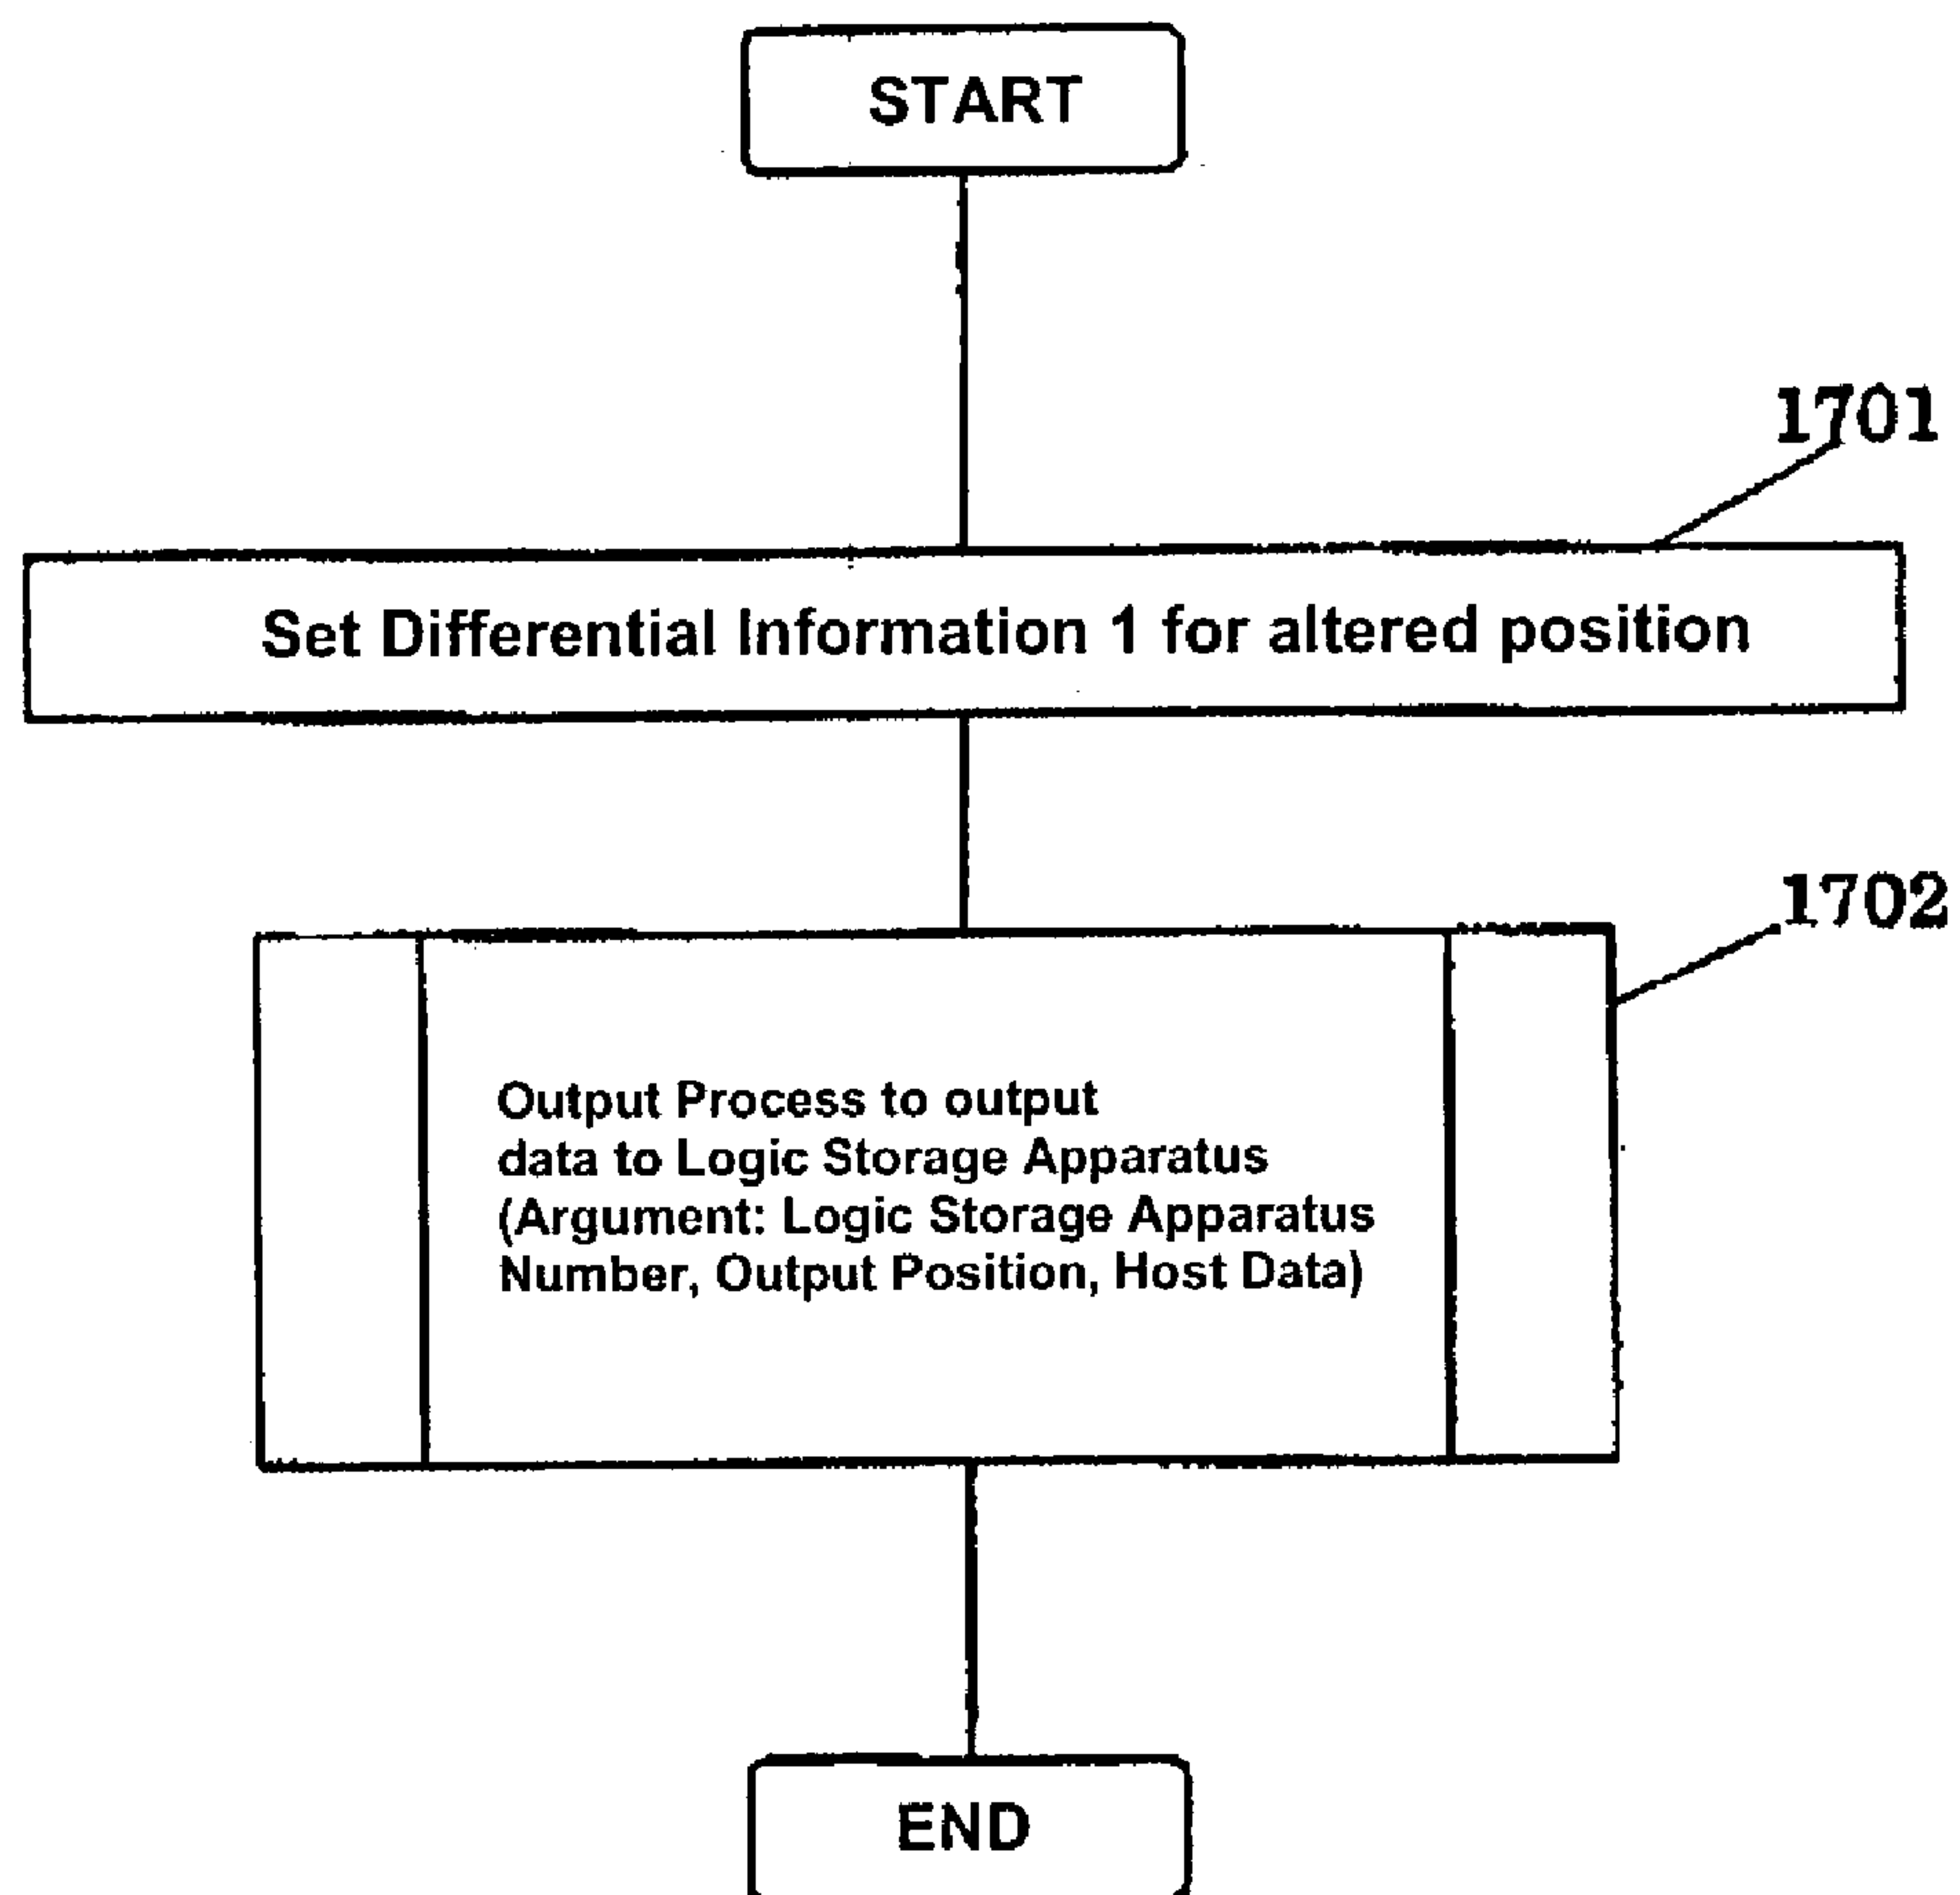 START
1701
Set Differential Information 1 for altered position
1702
Output Process to output
data to Logic Storage Apparatus
(Argument: Logic Storage Apparatus
Number, Output Position, Host Data)
END